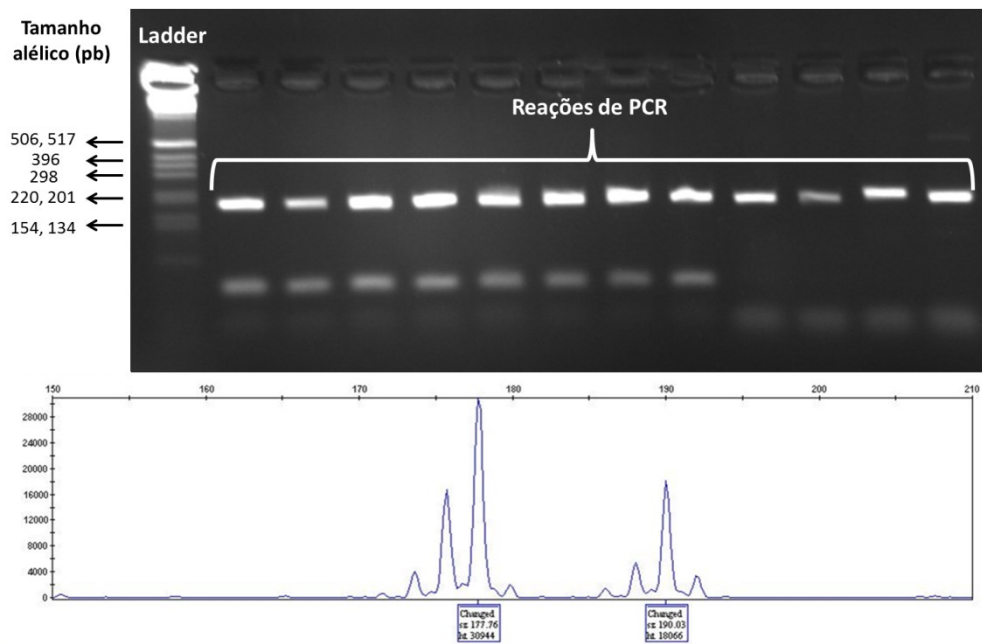 Tamanho
alélico (pb)
Ladder
Reações de PCR
506, 517
396
298
220, 201
154, 134
150 160 170 180 190 200 210
28000
24000
20000
16000
12000
8000
4000
0
Changed
sz 177.76
ht 30944
Changed
sz 190.03
ht 18066